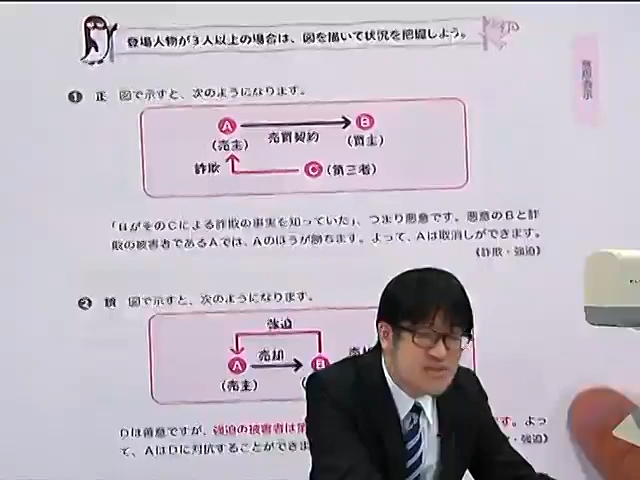 登場人物が3人以上の場合は、図を描いて状況を把握しよう。
意思表示
❶ 正 図で示すと、次のようになります。
A B
売買契約
(売主) (買主)
詐欺 C (第三者)
「BがそのCによる詐欺の事実を知っていた」、つまり悪意です。悪意のBと詐
欺の被害者であるAでは、Aのほうが勝ちます。よって、Aは取消しができます。
《詐欺・強迫》
❷ 誤 図で示すと、次のようになります。
強迫
A 売却 B
(売主)
Dは善意ですが、強迫の被害者は
す。よっ
て、AはDに対抗することができま
・強迫》